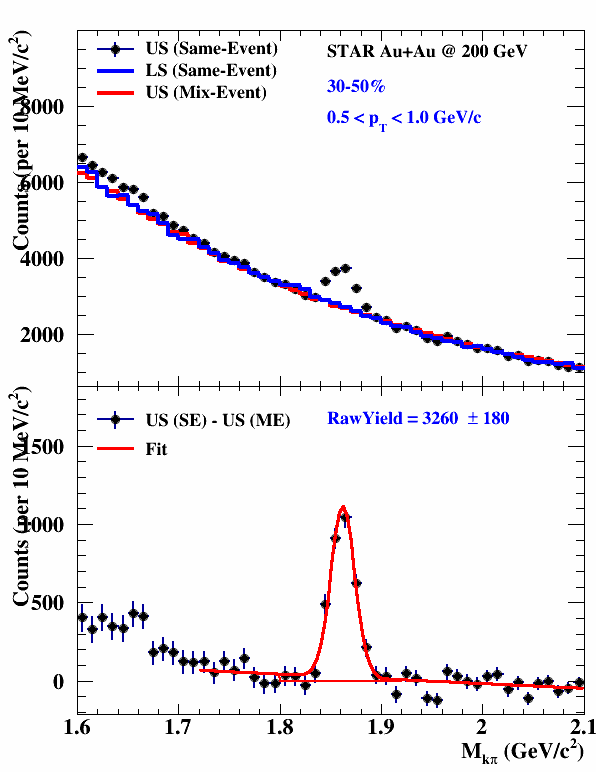 US (Same-Event)
LS (Same-Event)
US (Mix-Event)
STAR Au+Au @ 200 GeV
30-50%
0.5 < p_T < 1.0 GeV/c
Counts (per 10 MeV/c²)
8000
6000
4000
2000
US (SE) - US (ME)
Fit
RawYield = 3260 ± 180
Counts (per 10 MeV/c²)
1500
1000
500
0
1.6 1.7 1.8 1.9 2 2.1
M_kπ (GeV/c²)